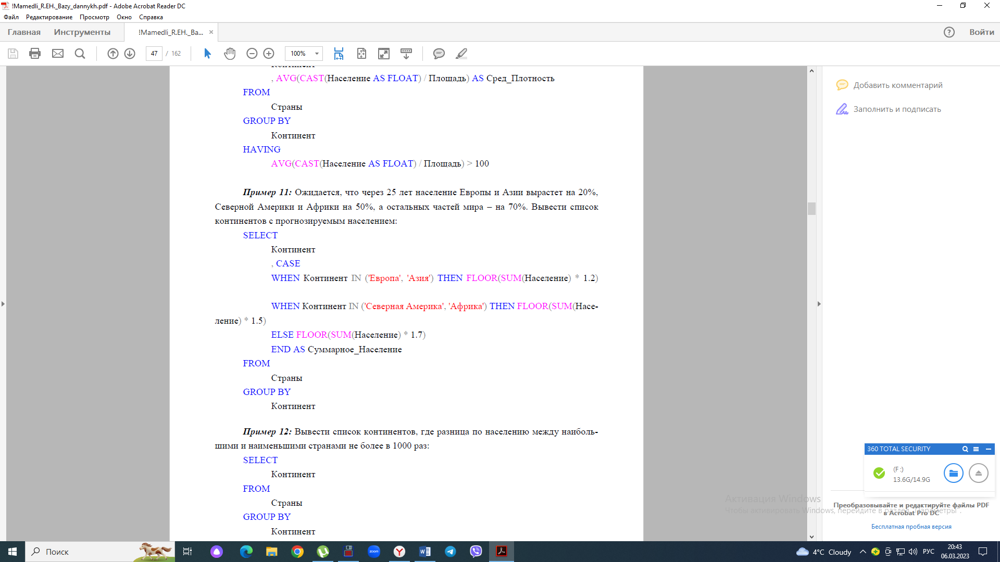 !Mamedli_R.EH._Bazy_dannykh.pdf - Adobe Acrobat Reader DC
Файл Редактирование Просмотр Окно Справка
Главная Инструменты !Mamedli_R.EH._Ba... Войти
47 / 162 100%
Континент
, AVG(CAST(Население AS FLOAT) / Площадь) AS Сред_Плотность
FROM
Страны
GROUP BY
Континент
HAVING
AVG(CAST(Население AS FLOAT) / Площадь) > 100
Пример 11: Ожидается, что через 25 лет население Европы и Азии вырастет на 20%,
Северной Америки и Африки на 50%, а остальных частей мира – на 70%. Вывести список
континентов с прогнозируемым населением:
SELECT
Континент
, CASE
WHEN Континент IN ('Европа', 'Азия') THEN FLOOR(SUM(Население) * 1.2)
WHEN Континент IN ('Северная Америка', 'Африка') THEN FLOOR(SUM(Насе-
ление) * 1.5)
ELSE FLOOR(SUM(Население) * 1.7)
END AS Суммарное_Население
FROM
Страны
GROUP BY
Континент
Пример 12: Вывести список континентов, где разница по населению между наиболь-
шими и наименьшими странами не более в 1000 раз:
SELECT
Континент
FROM
Страны
GROUP BY
Континент
Добавить комментарий
Заполнить и подписать
360 TOTAL SECURITY
(F :)
13.6G/14.9G
Активация Windows
Чтобы активировать Windows, перейдите в раздел "Параметры".
Преобразовывайте и редактируйте файлы PDF
в Acrobat Pro DC
Бесплатная пробная версия
Поиск
zoom
4°C Cloudy
РУС
20:43
06.03.2023